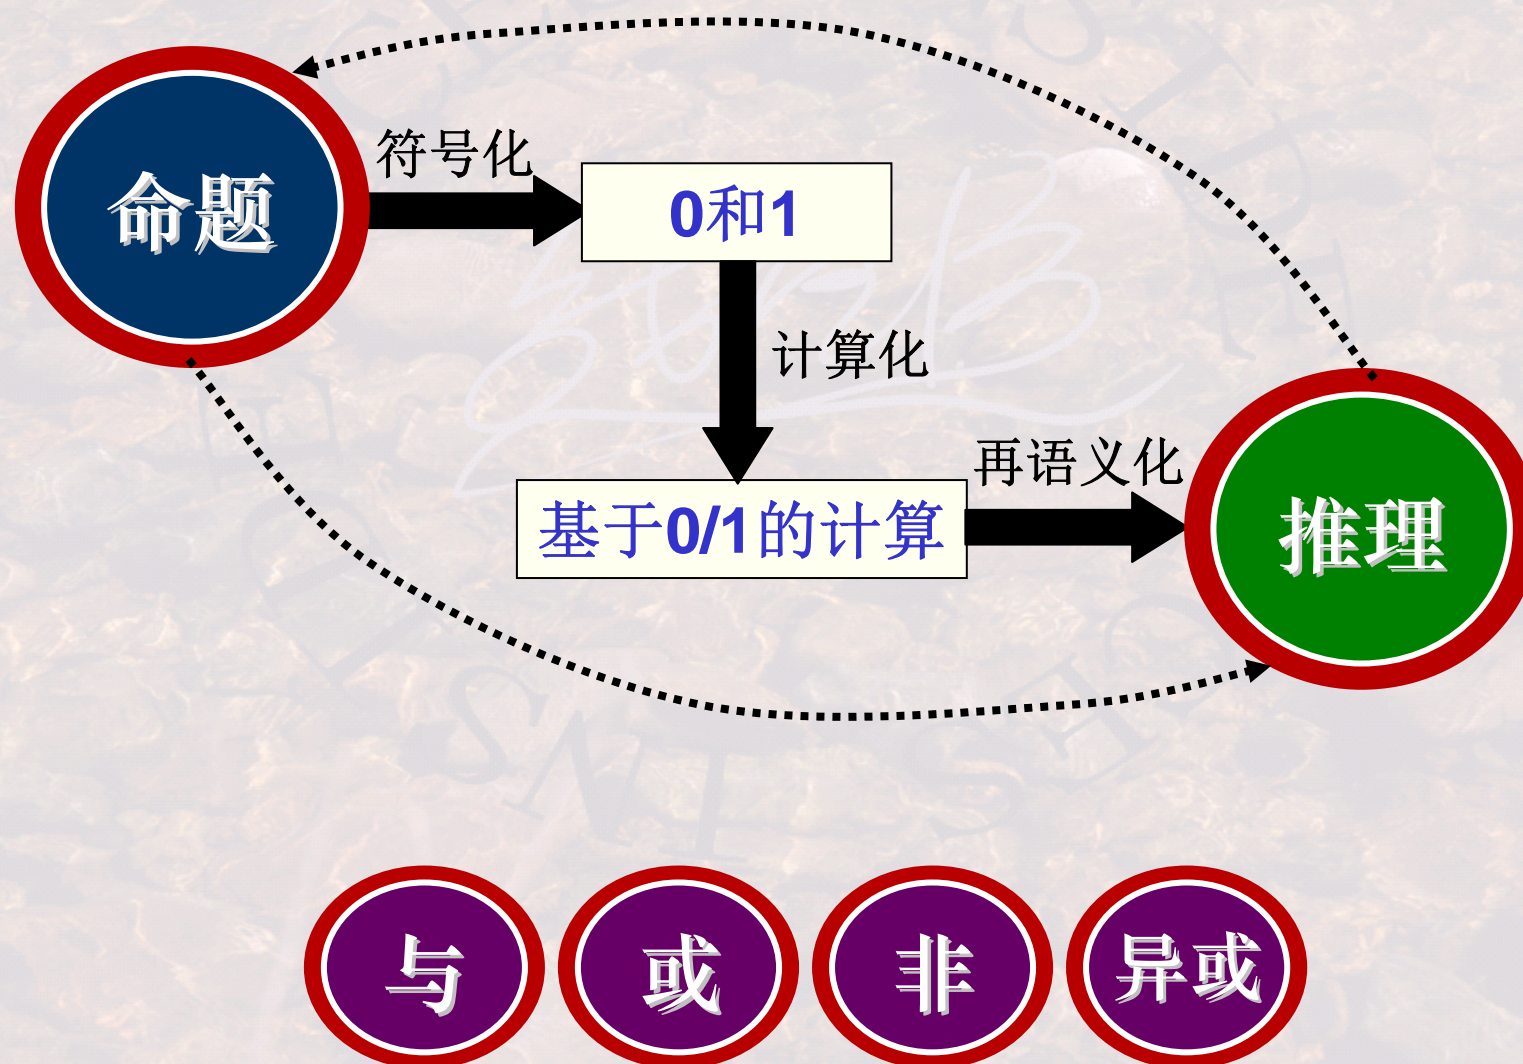 命题
符号化
0和1
计算化
再语义化
基于0/1的计算
推理
与
或
非
异或